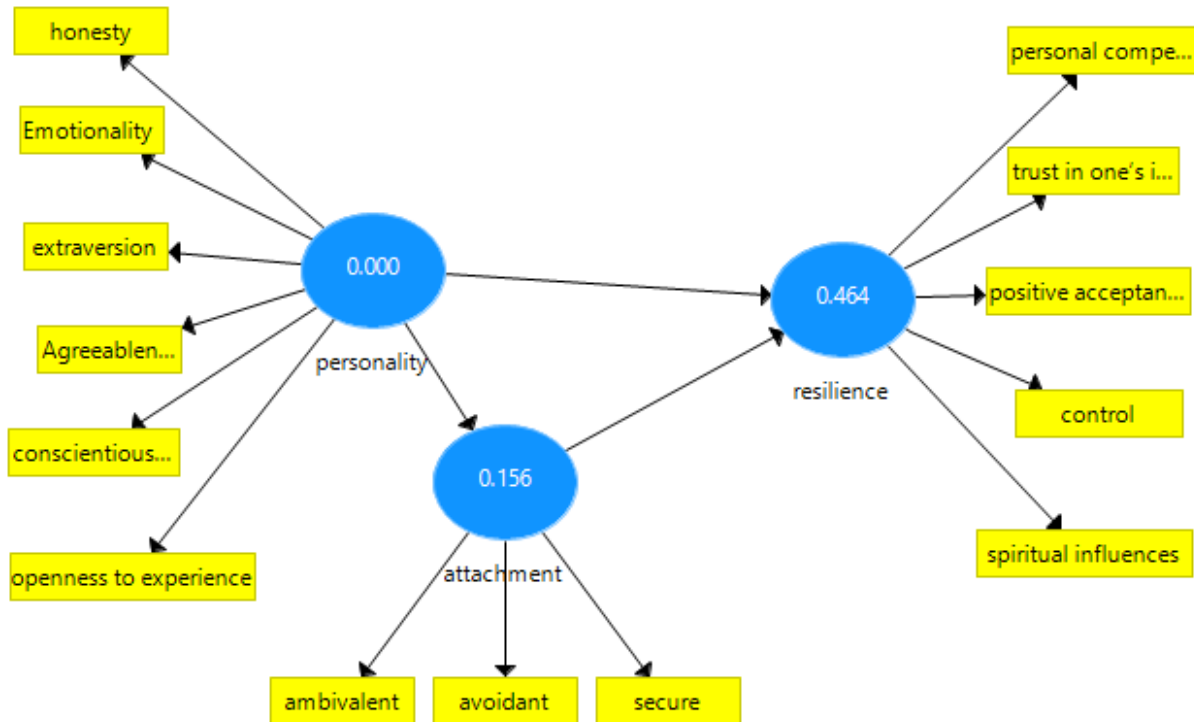 honesty
personal compe...
Emotionality
trust in one's i...
extraversion
0.000
0.464
positive acceptan...
Agreeablen...
personality
resilience
control
conscientious...
0.156
spiritual influences
openness to experience
attachment
ambivalent
avoidant
secure